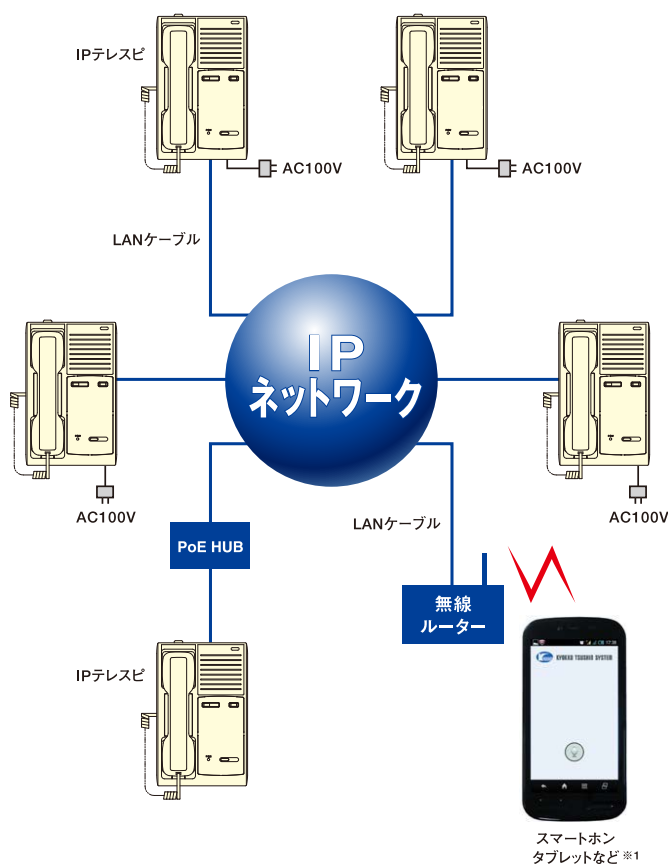 IPテレスピ
AC100V
AC100V
LANケーブル
IP
ネットワーク
AC100V
AC100V
LANケーブル
PoE HUB
無線
ルーター
IPテレスピ
17:36
KYOEKI TSUSHIN SYSTEM
スマートホン
タブレットなど ※1